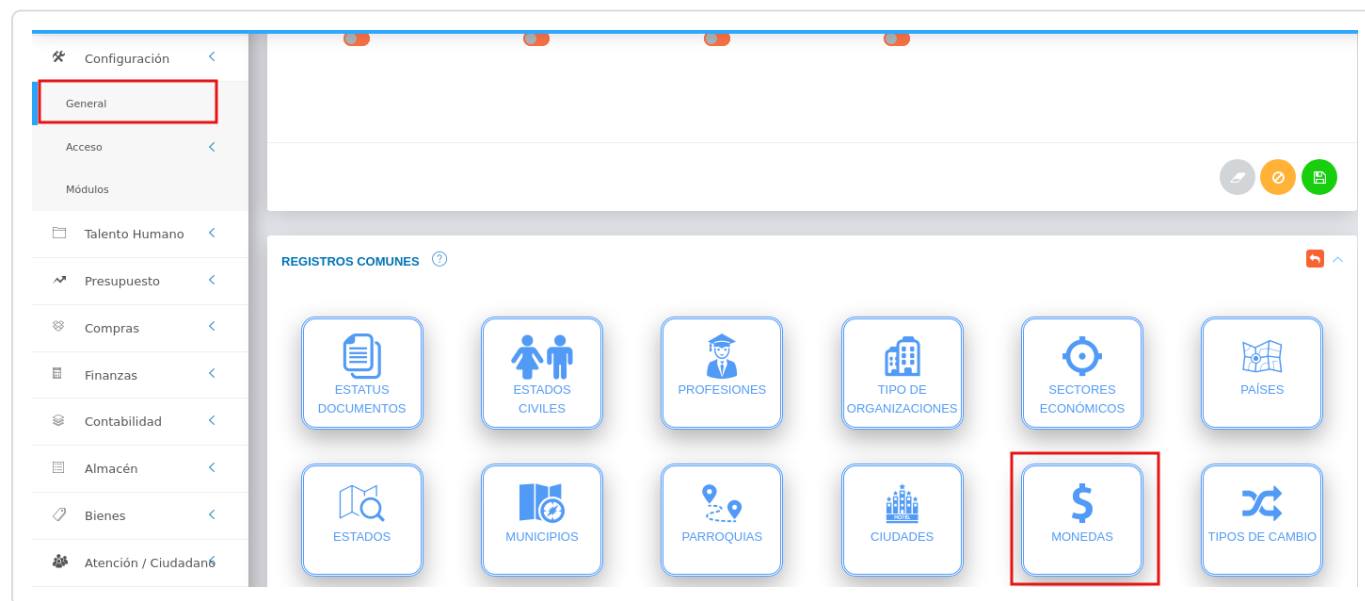 Configuración
General
Acceso
Módulos
Talento Humano
Presupuesto
Compras
Finanzas
Contabilidad
Almacén
Bienes
Atención / Ciudadano
REGISTROS COMUNES ?
ESTATUS
DOCUMENTOS
ESTADOS
CIVILES
PROFESIONES
TIPO DE
ORGANIZACIONES
SECTORES
ECONÓMICOS
PAÍSES
ESTADOS
MUNICIPIOS
PARROQUIAS
HOTEL
CIUDADES
$
MONEDAS
TIPOS DE CAMBIO